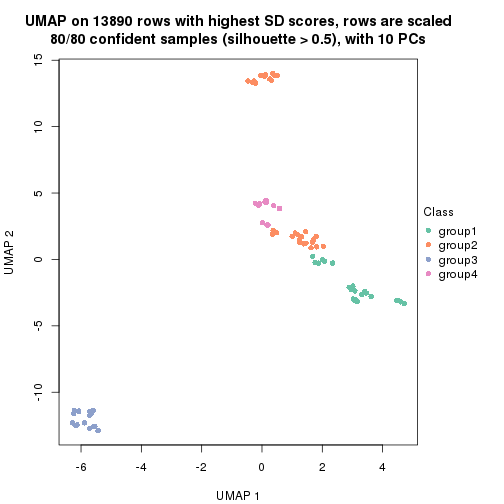 UMAP on 13890 rows with highest SD scores, rows are scaled
80/80 confident samples (silhouette > 0.5), with 10 PCs
15
10
5
0
-5
-10
UMAP 2
-6
-4
-2
0
2
4
UMAP 1
Class
group1
group2
group3
group4